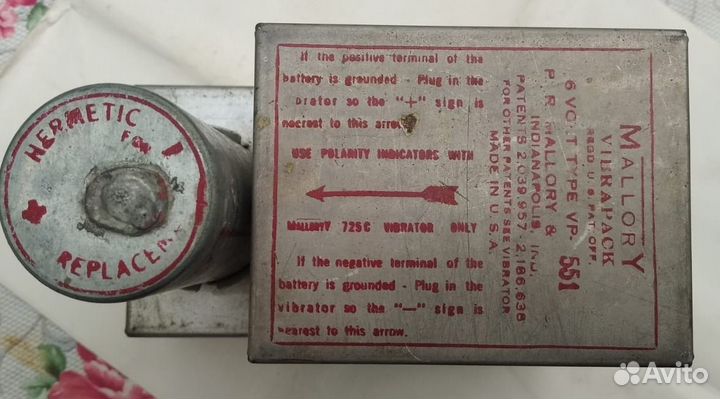 HERMETIC
REPLACEM
If the positive terminal of the
battery is grounded - Plug in the
brator so the "+" sign is
nearest to this arrow
USE POLARITY INDICATORS WITH
MALLORY 725C VIBRATOR ONLY
If the negative terminal of the
battery is grounded - Plug in the
vibrator so the "—" sign is
nearest to this arrow.
MALLORY
VIBRAPACK
REGD. U.S. PAT. OFF.
6 VOLT TYPE VP- 551
P. R. MALLORY &
INDIANAPOLIS, IND.
PATENTS 2,039,957-2,186,638
FOR OTHER PATENTS SEE VIBRATOR
MADE IN U.S.A.
Avito